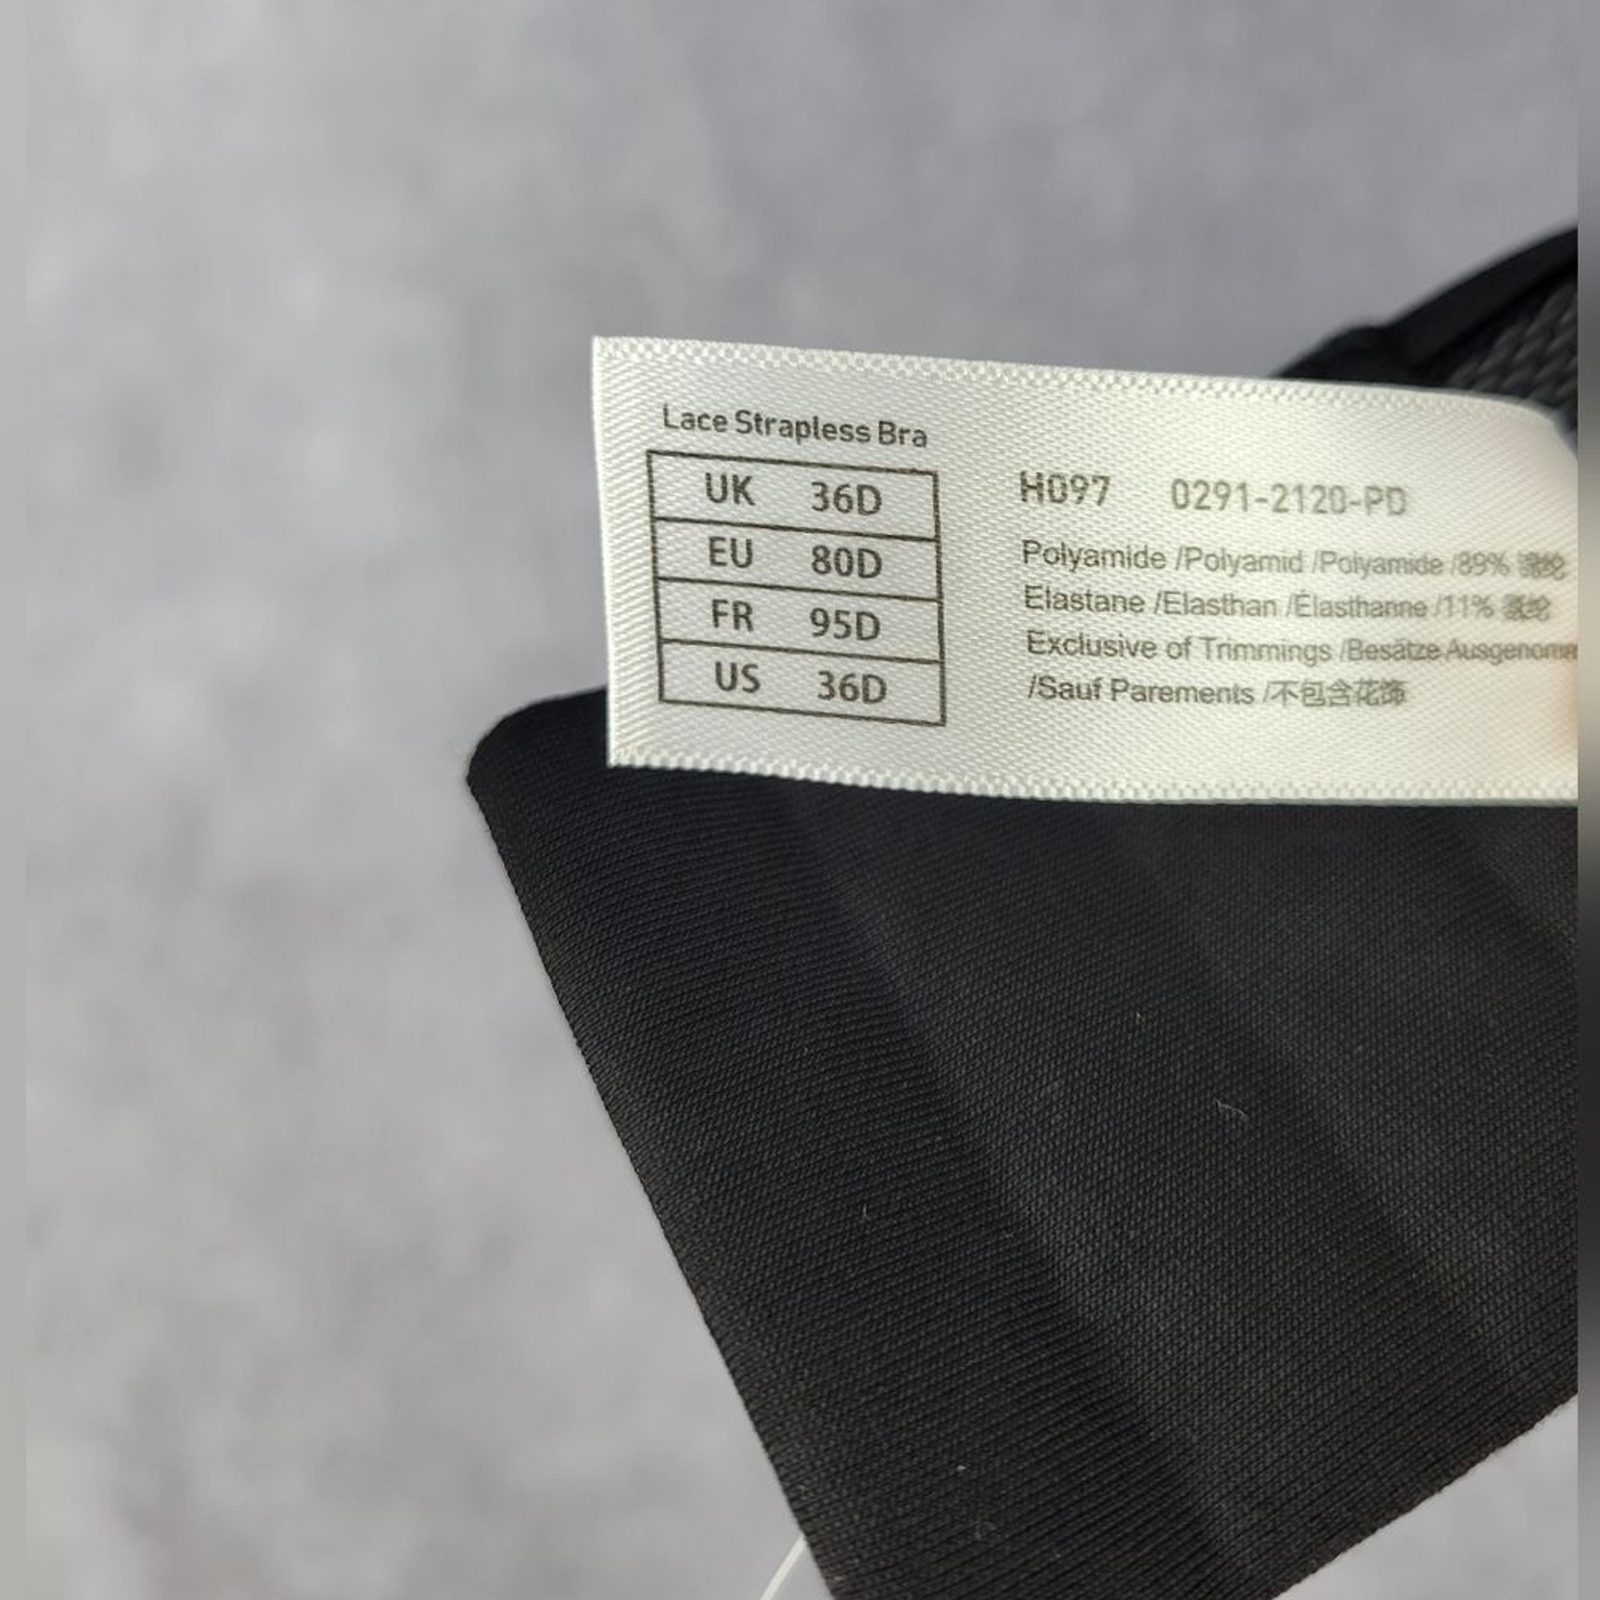 Lace Strapless Bra
UK 36D
EU 80D
FR 95D
US 36D
H097 0291-2120-PD
Polyamide /Polyamid /Polyamide /89%
Elastane /Elasthan /Élasthanne /11%
Exclusive of Trimmings /Besätze Ausgenomm
/Sauf Parements /不包含花饰